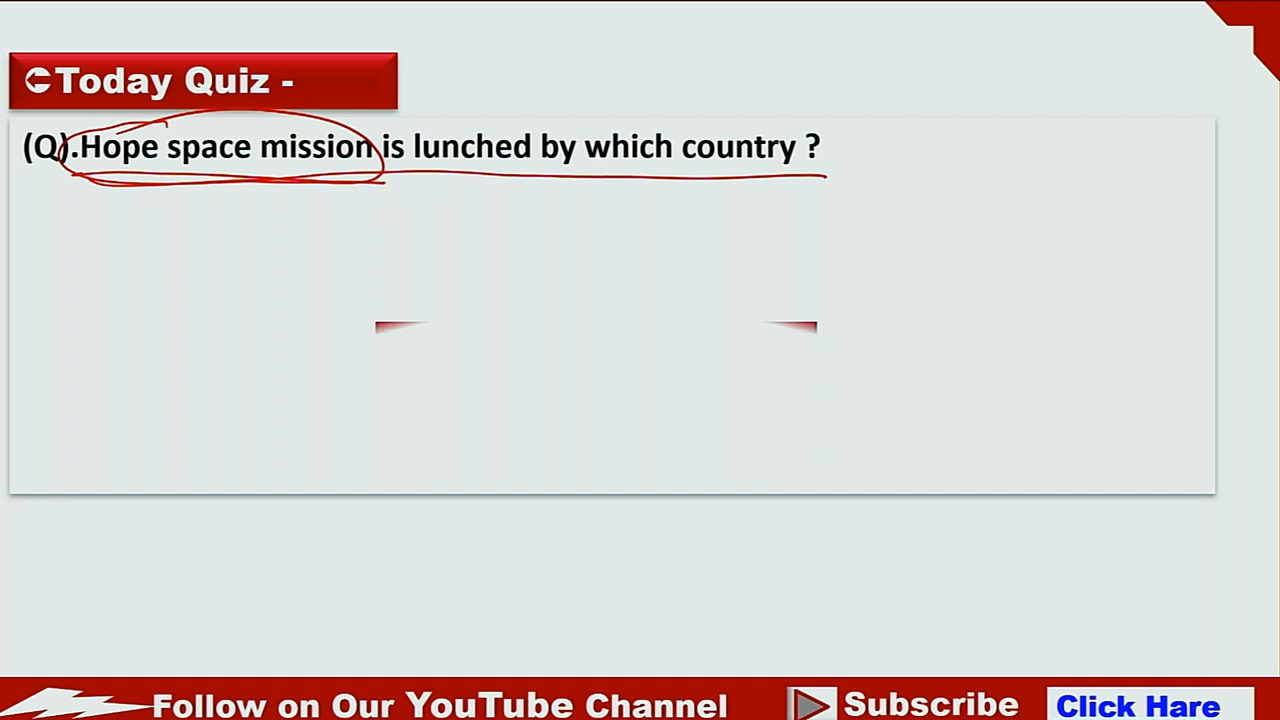 Today Quiz -
(Q).Hope space mission is lunched by which country ?
Follow on Our YouTube Channel Subscribe Click Hare